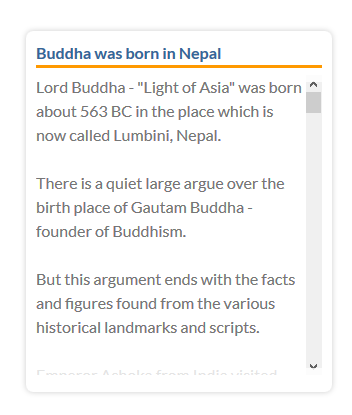 Buddha was born in Nepal
Lord Buddha - "Light of Asia" was born
about 563 BC in the place which is
now called Lumbini, Nepal.
There is a quiet large argue over the
birth place of Gautam Buddha -
founder of Buddhism.
But this argument ends with the facts
and figures found from the various
historical landmarks and scripts.
Emperor Ashoka from India visited